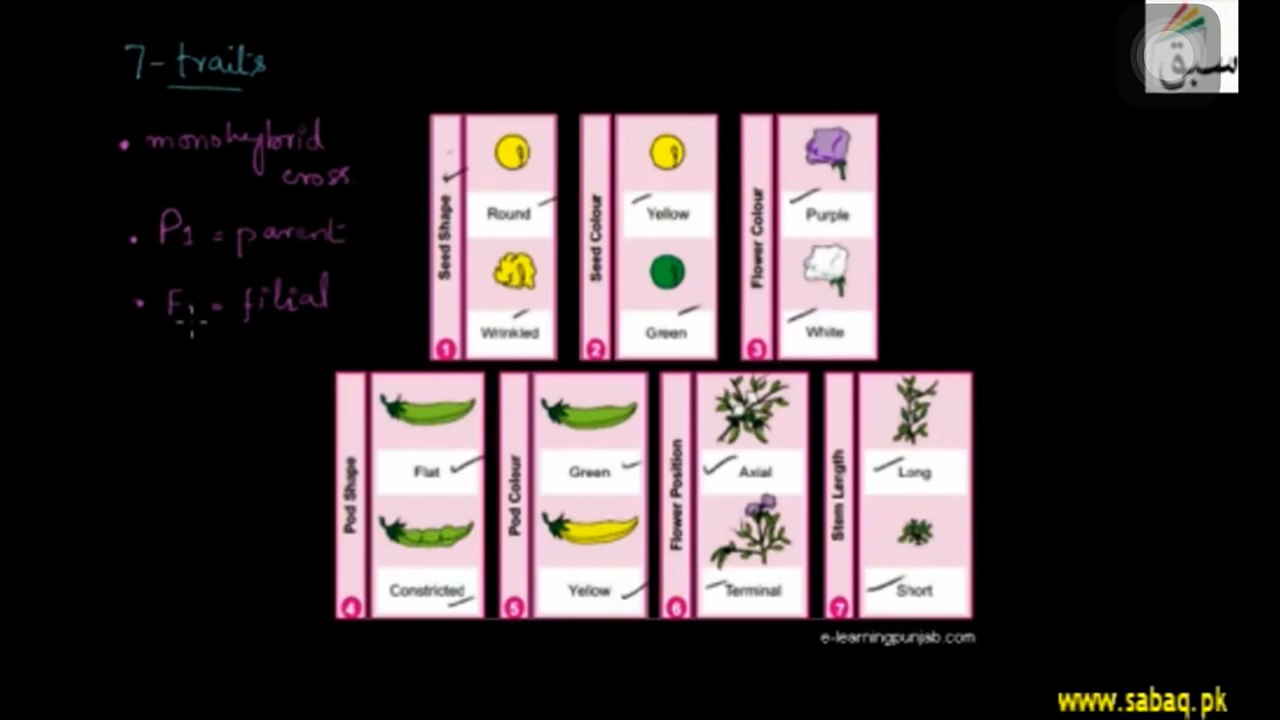 سبق
7- traits
• monohybrid
cross
• P1 = parent
• F1 = filial
Seed Shape
Round
Wrinkled
1
Seed Colour
Yellow
Green
2
Flower Colour
Purple
White
3
Pod Shape
Flat
Constricted
4
Pod Colour
Green
Yellow
5
Flower Position
Axial
Terminal
6
Stem Length
Long
Short
7
e-learningpunjab.com
www.sabaq.pk